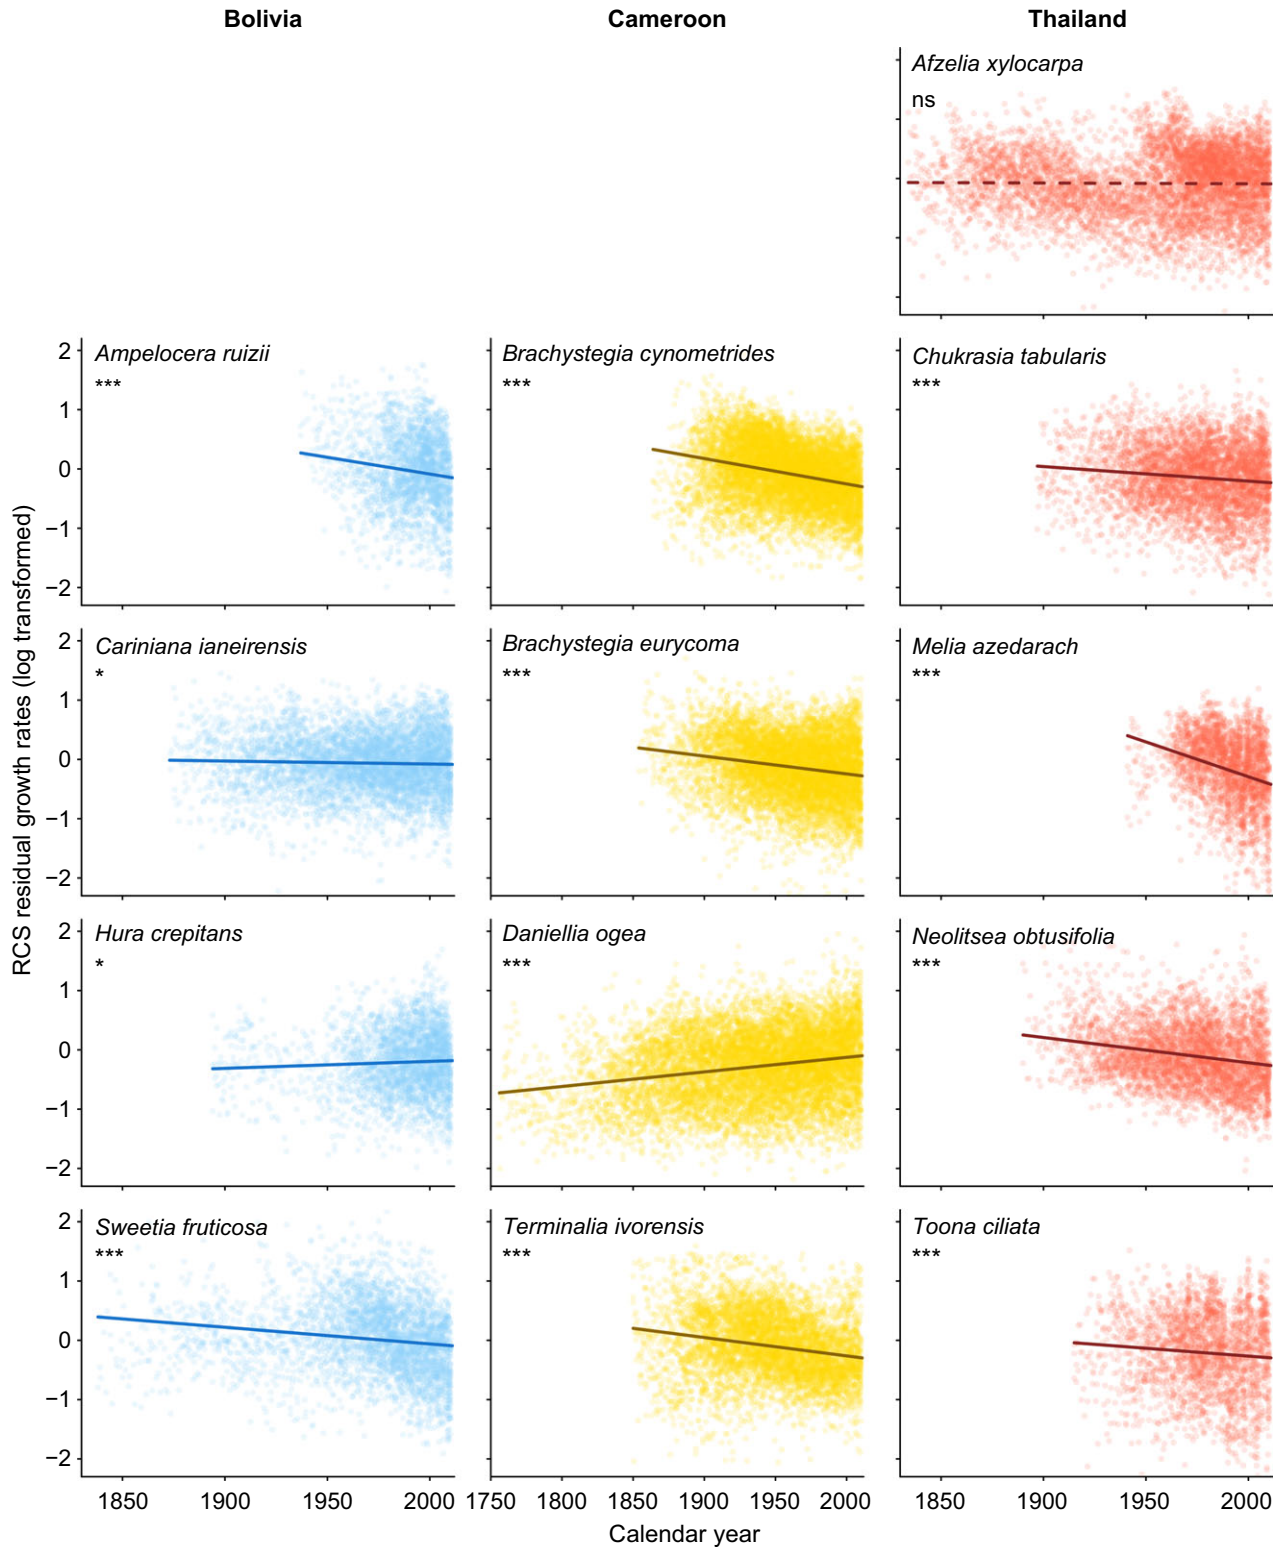 Bolivia
Cameroon
Thailand
Afzelia xylocarpa
ns
Ampelocera ruizii
***
Brachystegia cynometrides
***
Chukrasia tabularis
***
2
1
0
−1
−2
Cariniana ianeirensis
*
Brachystegia eurycoma
***
Melia azedarach
***
2
1
0
−1
−2
Hura crepitans
*
Daniellia ogea
***
Neolitsea obtusifolia
***
2
1
0
−1
−2
Sweetia fruticosa
***
Terminalia ivorensis
***
Toona ciliata
***
2
1
0
−1
−2
RCS residual growth rates (log transformed)
1850 1900 1950 2000
1750 1800 1850 1900 1950 2000
1850 1900 1950 2000
Calendar year